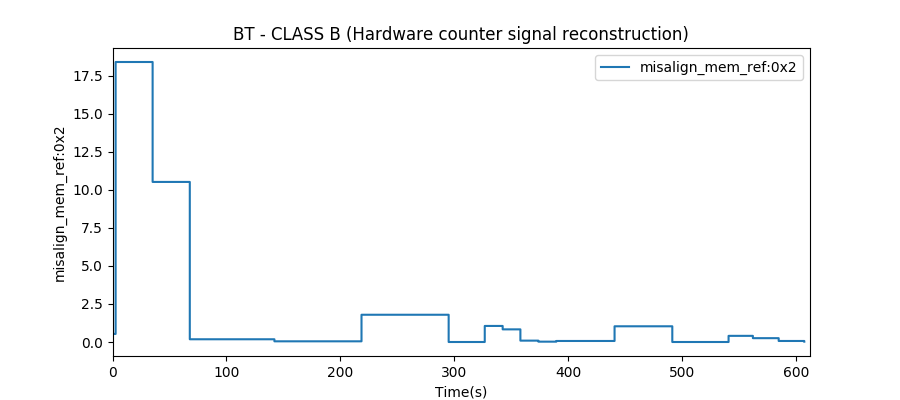 BT - CLASS B (Hardware counter signal reconstruction)
misalign_mem_ref:0x2
misalign_mem_ref:0x2
17.5
15.0
12.5
10.0
7.5
5.0
2.5
0.0
0 100 200 300 400 500 600
Time(s)